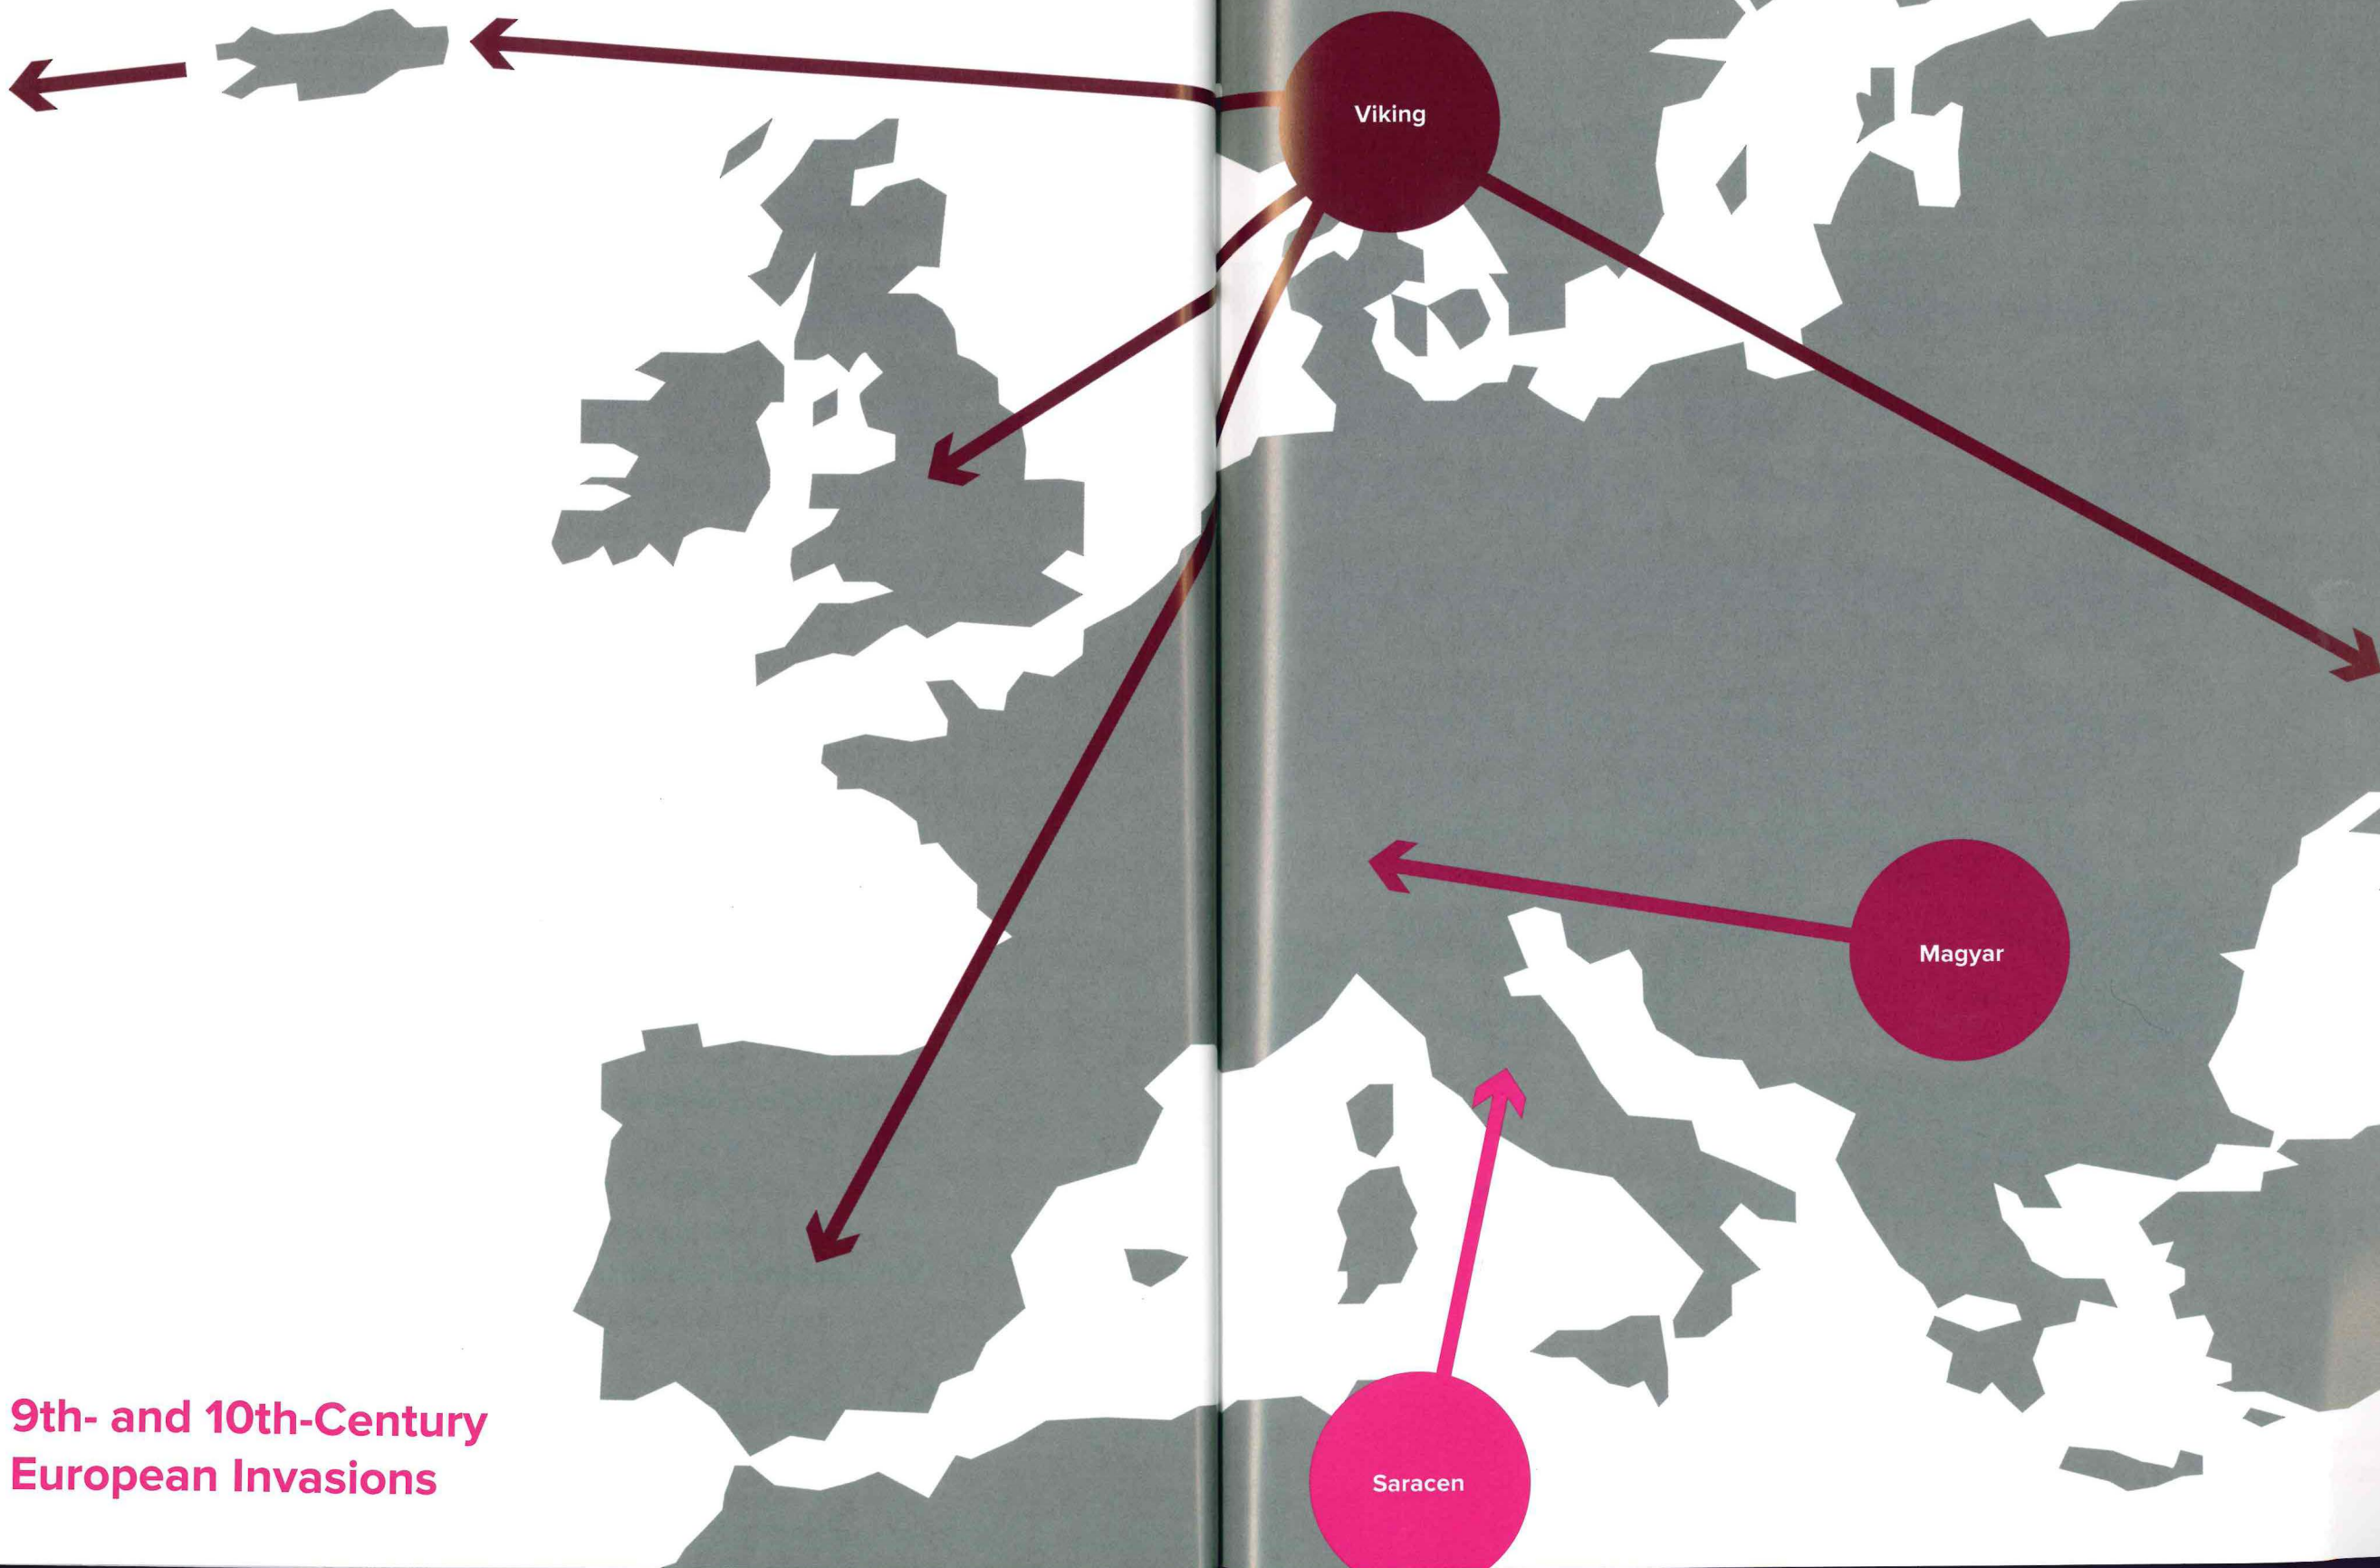 Viking
Magyar
Saracen
9th- and 10th-Century
European Invasions